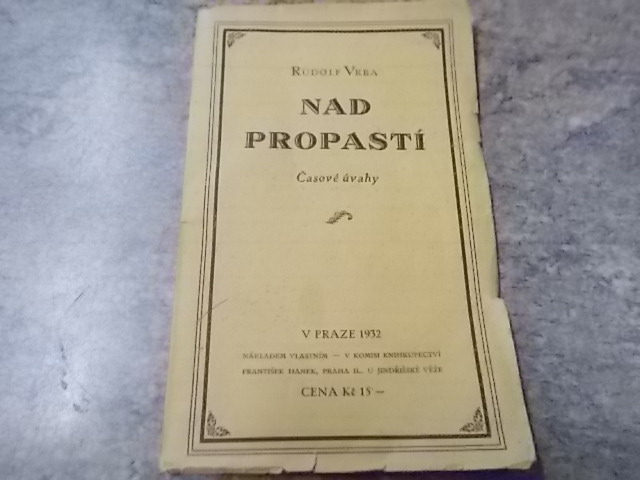 RUDOLF VRBA
NAD
PROPASTÍ
Časové úvahy
V PRAZE 1932
NÁKLADEM VLASTNÍM — V KOMISI KNIHKUPECTVÍ
FRANTIŠEK HANEK, PRAHA II., U JINDŘIŠSKÉ VĚŽE
CENA Kč 15 —